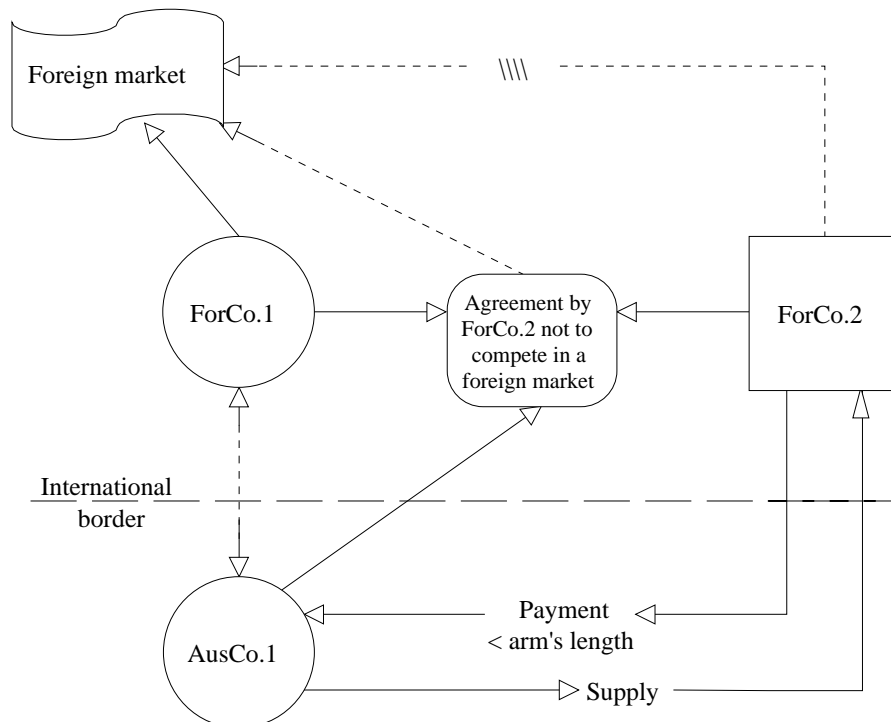 Foreign market
ForCo.1
Agreement by
ForCo.2 not to
compete in a
foreign market
ForCo.2
International
border
Payment
< arm's length
AusCo.1
Supply